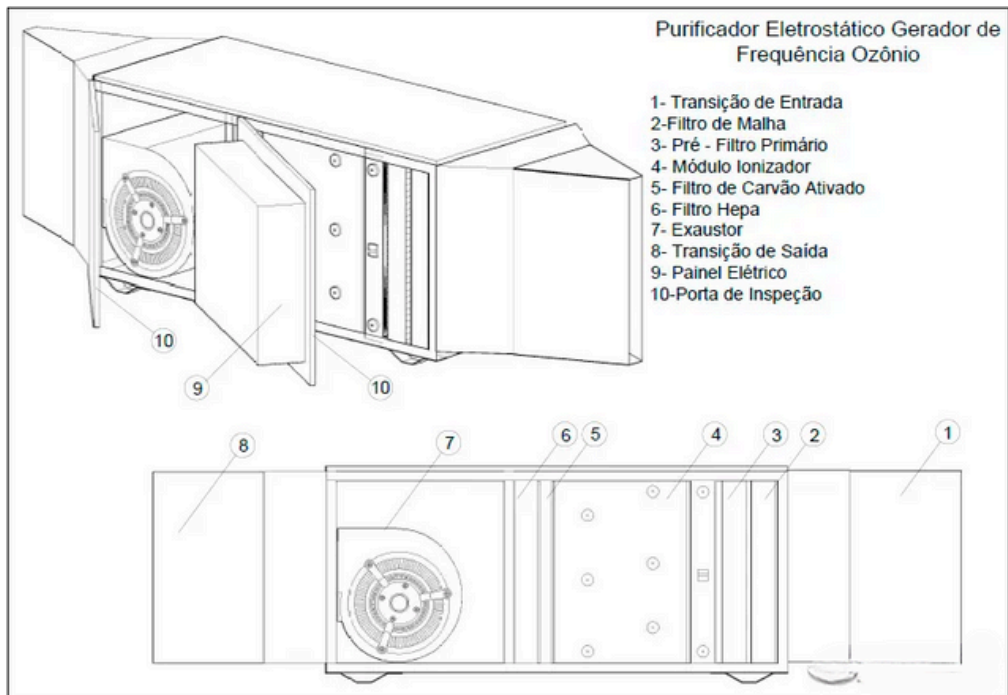 Purificador Eletrostático Gerador de
Frequência Ozônio
1- Transição de Entrada
2-Filtro de Malha
3- Pré - Filtro Primário
4- Módulo Ionizador
5- Filtro de Carvão Ativado
6- Filtro Hepa
7- Exaustor
8- Transição de Saída
9- Painel Elétrico
10-Porta de Inspeção
10
9
10
8
7
6
5
4
3
2
1